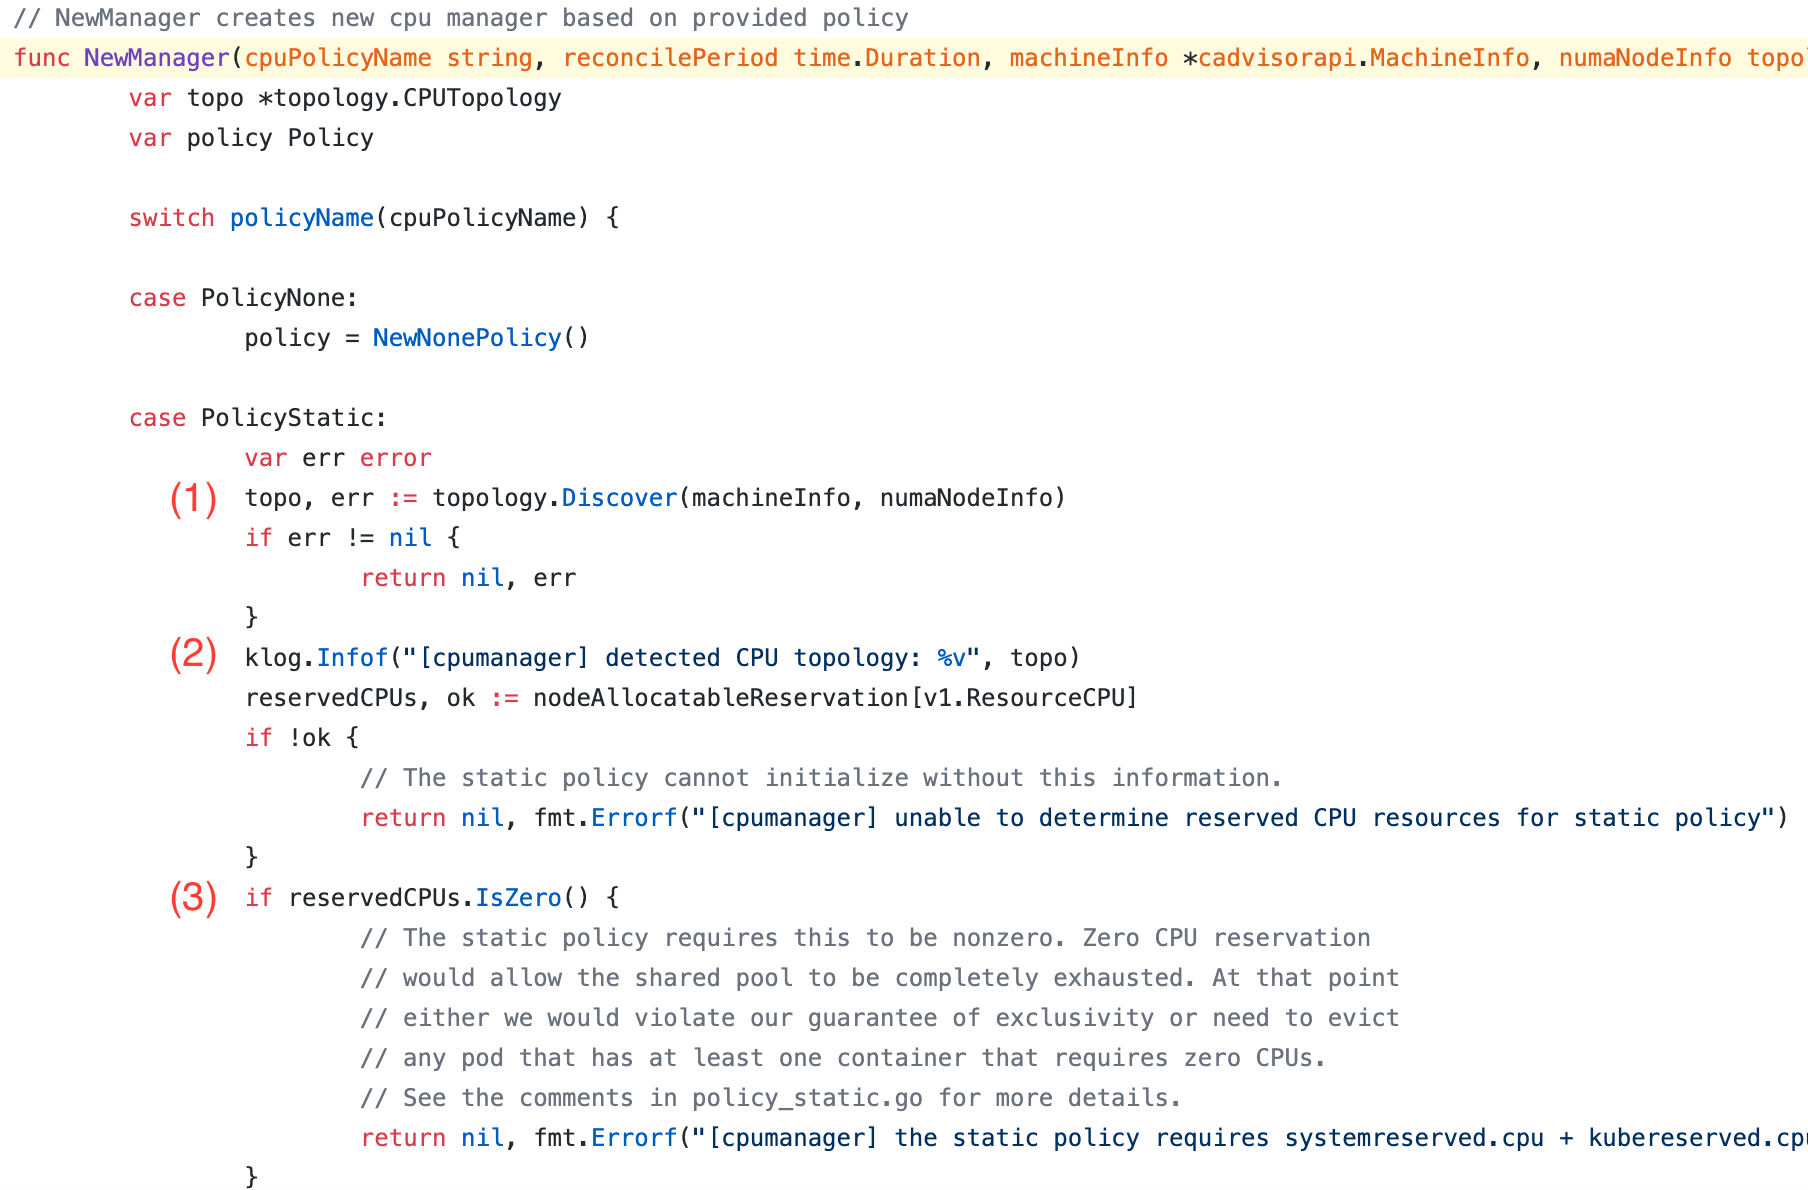 // NewManager creates new cpu manager based on provided policy
func NewManager(cpuPolicyName string, reconcilePeriod time.Duration, machineInfo *cadvisorapi.MachineInfo, numaNodeInfo topo
var topo *topology.CPUTopology
var policy Policy
switch policyName(cpuPolicyName) {
case PolicyNone:
policy = NewNonePolicy()
case PolicyStatic:
var err error
(1) topo, err := topology.Discover(machineInfo, numaNodeInfo)
if err != nil {
return nil, err
}
(2) klog.Infof("[cpumanager] detected CPU topology: %v", topo)
reservedCPUs, ok := nodeAllocatableReservation[v1.ResourceCPU]
if !ok {
// The static policy cannot initialize without this information.
return nil, fmt.Errorf("[cpumanager] unable to determine reserved CPU resources for static policy")
}
(3) if reservedCPUs.IsZero() {
// The static policy requires this to be nonzero. Zero CPU reservation
// would allow the shared pool to be completely exhausted. At that point
// either we would violate our guarantee of exclusivity or need to evict
// any pod that has at least one container that requires zero CPUs.
// See the comments in policy_static.go for more details.
return nil, fmt.Errorf("[cpumanager] the static policy requires systemreserved.cpu + kubereserved.cpu
}